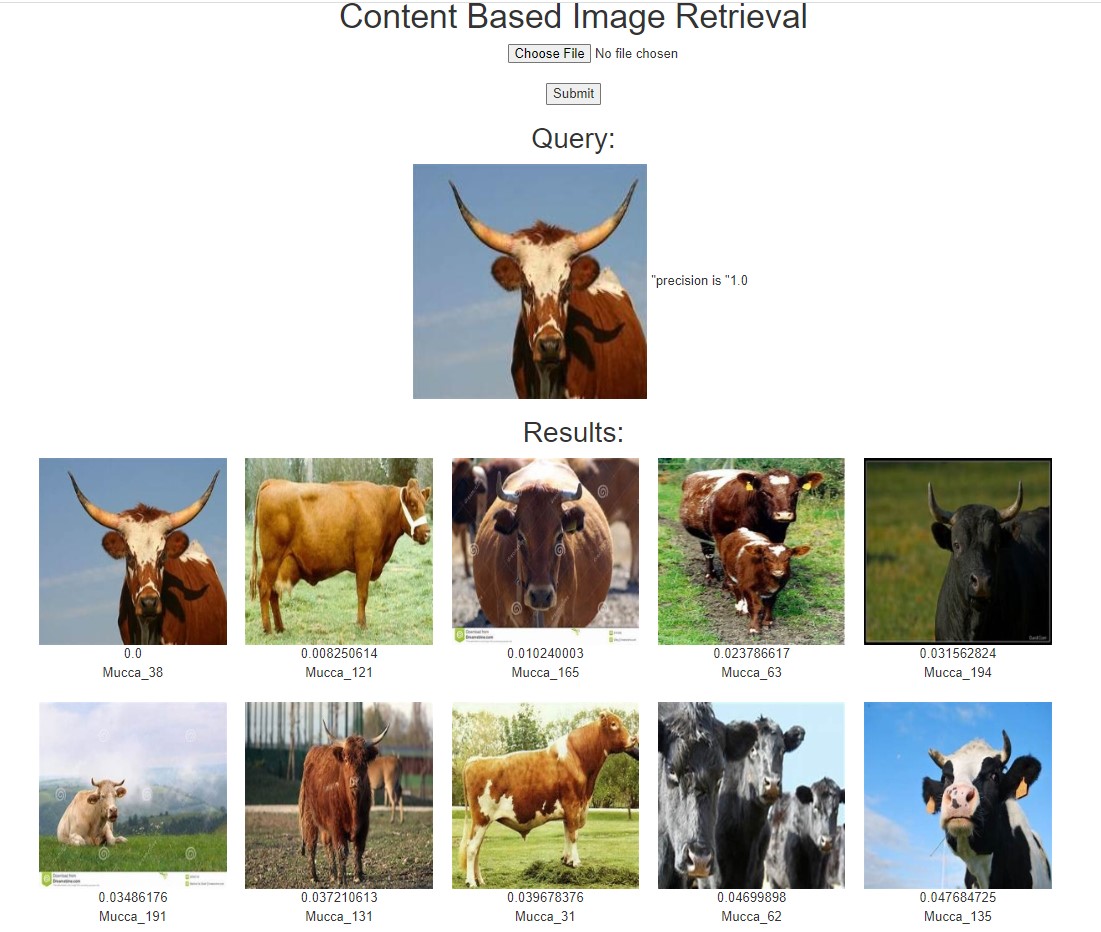 Content Based Image Retrieval
Choose File No file chosen
Submit
Query:
"precision is "1.0
Results:
0.0
Mucca_38
0.008250614
Mucca_121
0.010240003
Mucca_165
0.023786617
Mucca_63
0.031562824
Mucca_194
0.03486176
Mucca_191
0.037210613
Mucca_131
0.039678376
Mucca_31
0.04699898
Mucca_62
0.047684725
Mucca_135